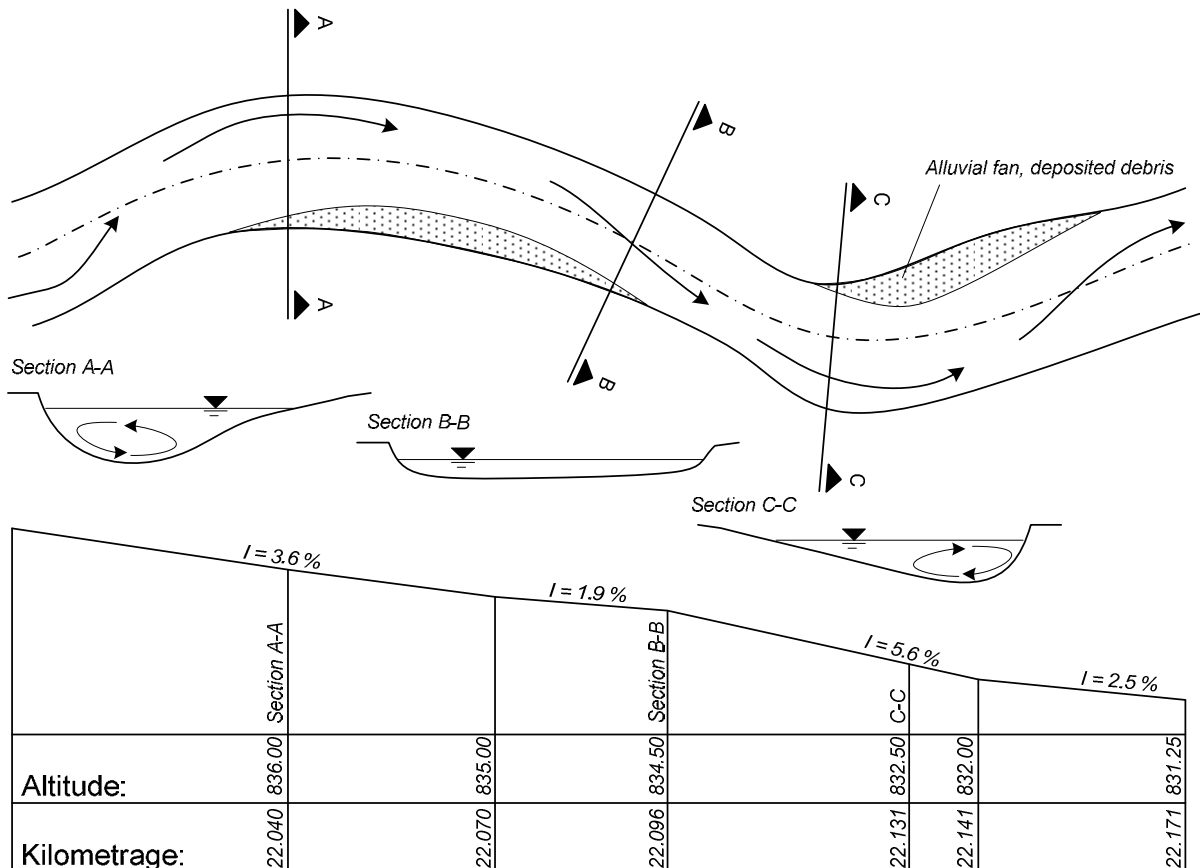 A
B
Alluvial fan, deposited debris
C
A
B
C
Section A-A
Section B-B
Section C-C
I = 3.6 %
I = 1.9 %
I = 5.6 %
I = 2.5 %
Section A-A
Section B-B
C-C
Altitude: 836.00 835.00 834.50 832.50 832.00 831.25
Kilometrage: 22.040 22.070 22.096 22.131 22.141 22.171